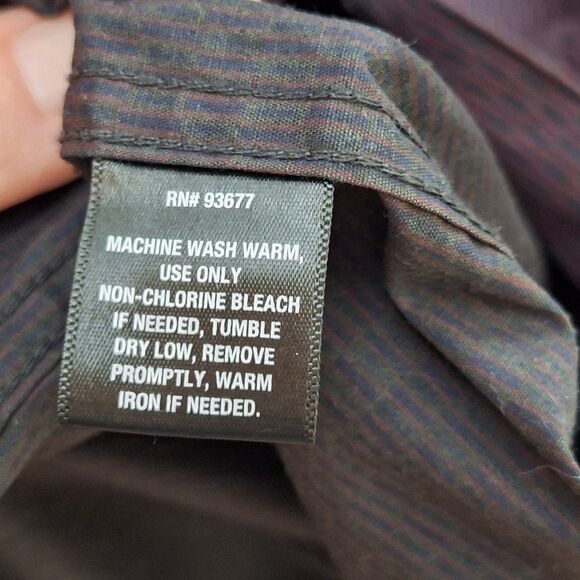 RN# 93677
MACHINE WASH WARM,
USE ONLY
NON-CHLORINE BLEACH
IF NEEDED, TUMBLE
DRY LOW, REMOVE
PROMPTLY, WARM
IRON IF NEEDED.